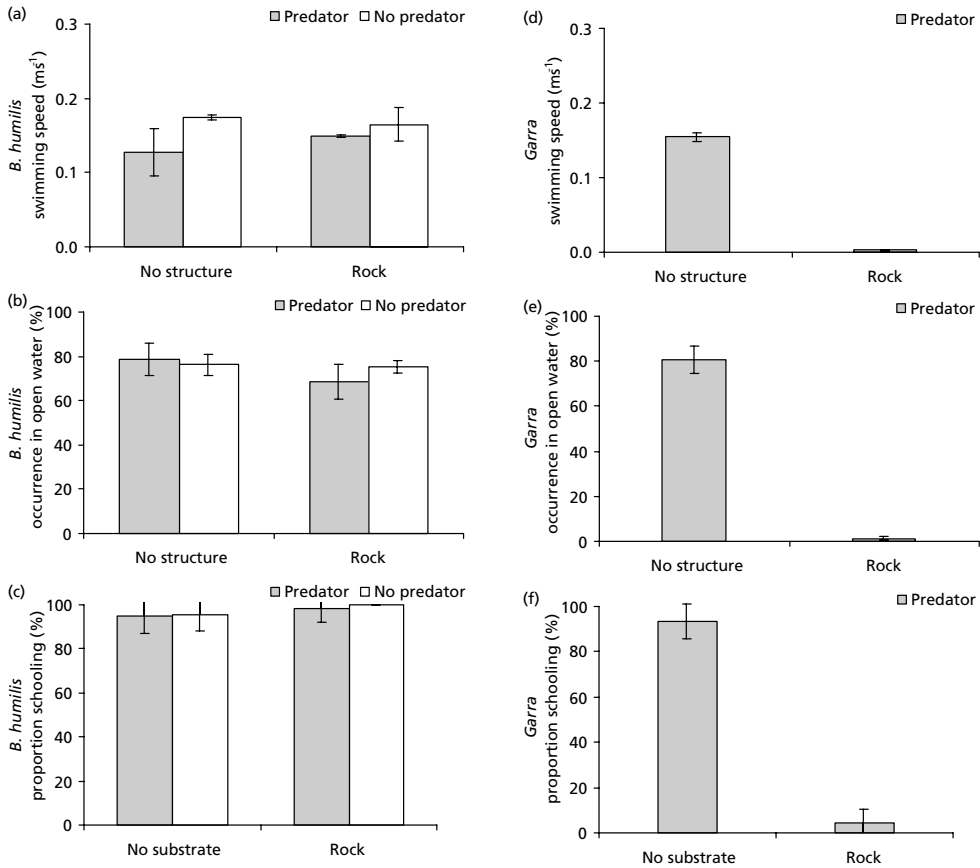 (a)
Predator No predator
B. humilis
swimming speed (ms-1)
0.3
0.2
0.1
0.0
No structure Rock
(b)
Predator No predator
B. humilis
occurrence in open water (%)
100
80
60
40
20
0
No structure Rock
(c)
Predator No predator
B. humilis
proportion schooling (%)
100
80
60
40
20
0
No substrate Rock
(d)
Predator
Garra
swimming speed (ms-1)
0.3
0.2
0.1
0.0
No structure Rock
(e)
Predator
Garra
occurrence in open water (%)
100
80
60
40
20
0
No structure Rock
(f)
Predator
Garra
proportion schooling (%)
100
80
60
40
20
0
No substrate Rock